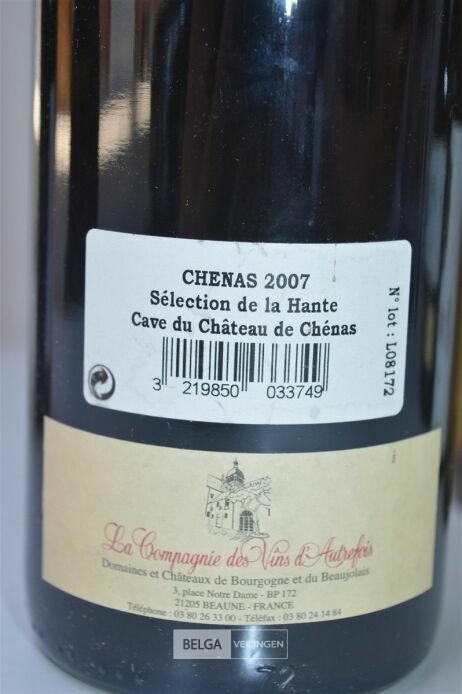 CHENAS 2007
Sélection de la Hante
Cave du Château de Chénas
3 219850 033749
N° lot : L08172
La Compagnie des Vins d'Autrefois
Domaines et Châteaux de Bourgogne et du Beaujolais
3, place Notre Dame - BP 172
21205 BEAUNE - FRANCE
Téléphone : 03 80 26 33 00 - Téléfax : 03 80 24 14 84
BELGA VEILINGEN